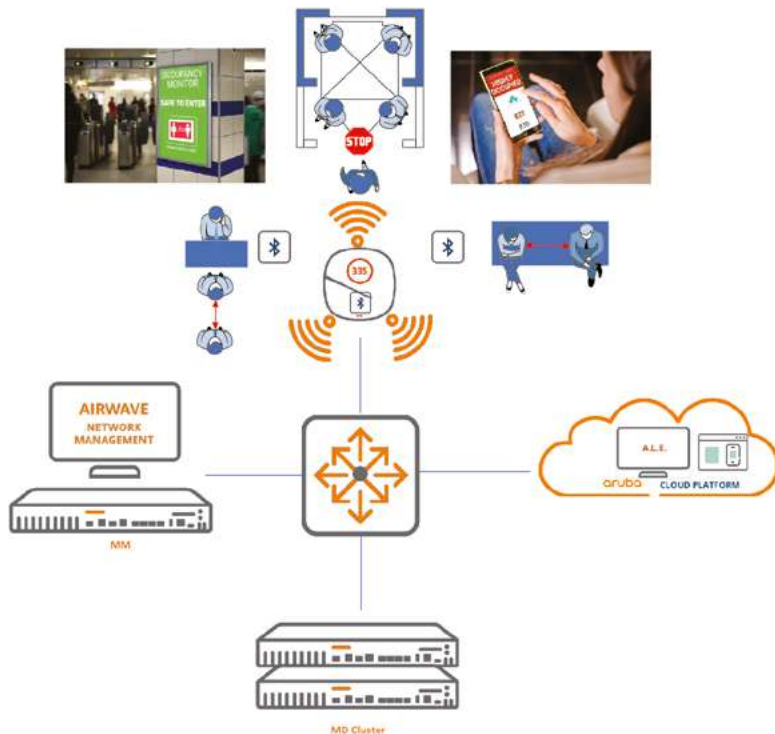 OCCUPANCY
MONITOR
SAFE TO ENTER
STOP
335
AIRWAVE
NETWORK
MANAGEMENT
MM
A.L.E.
aruba CLOUD PLATFORM
MD Cluster